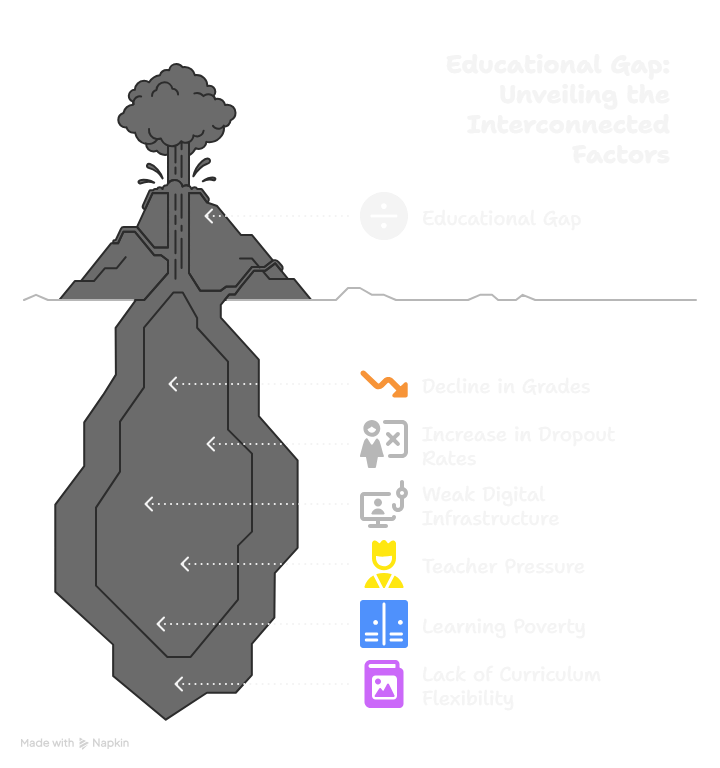 Educational Gap:
Unveiling the
Interconnected
Factors
Educational Gap
Decline in Grades
Increase in Dropout
Rates
Weak Digital
Infrastructure
Teacher Pressure
Learning Poverty
Lack of Curriculum
Flexibility
Made with Napkin